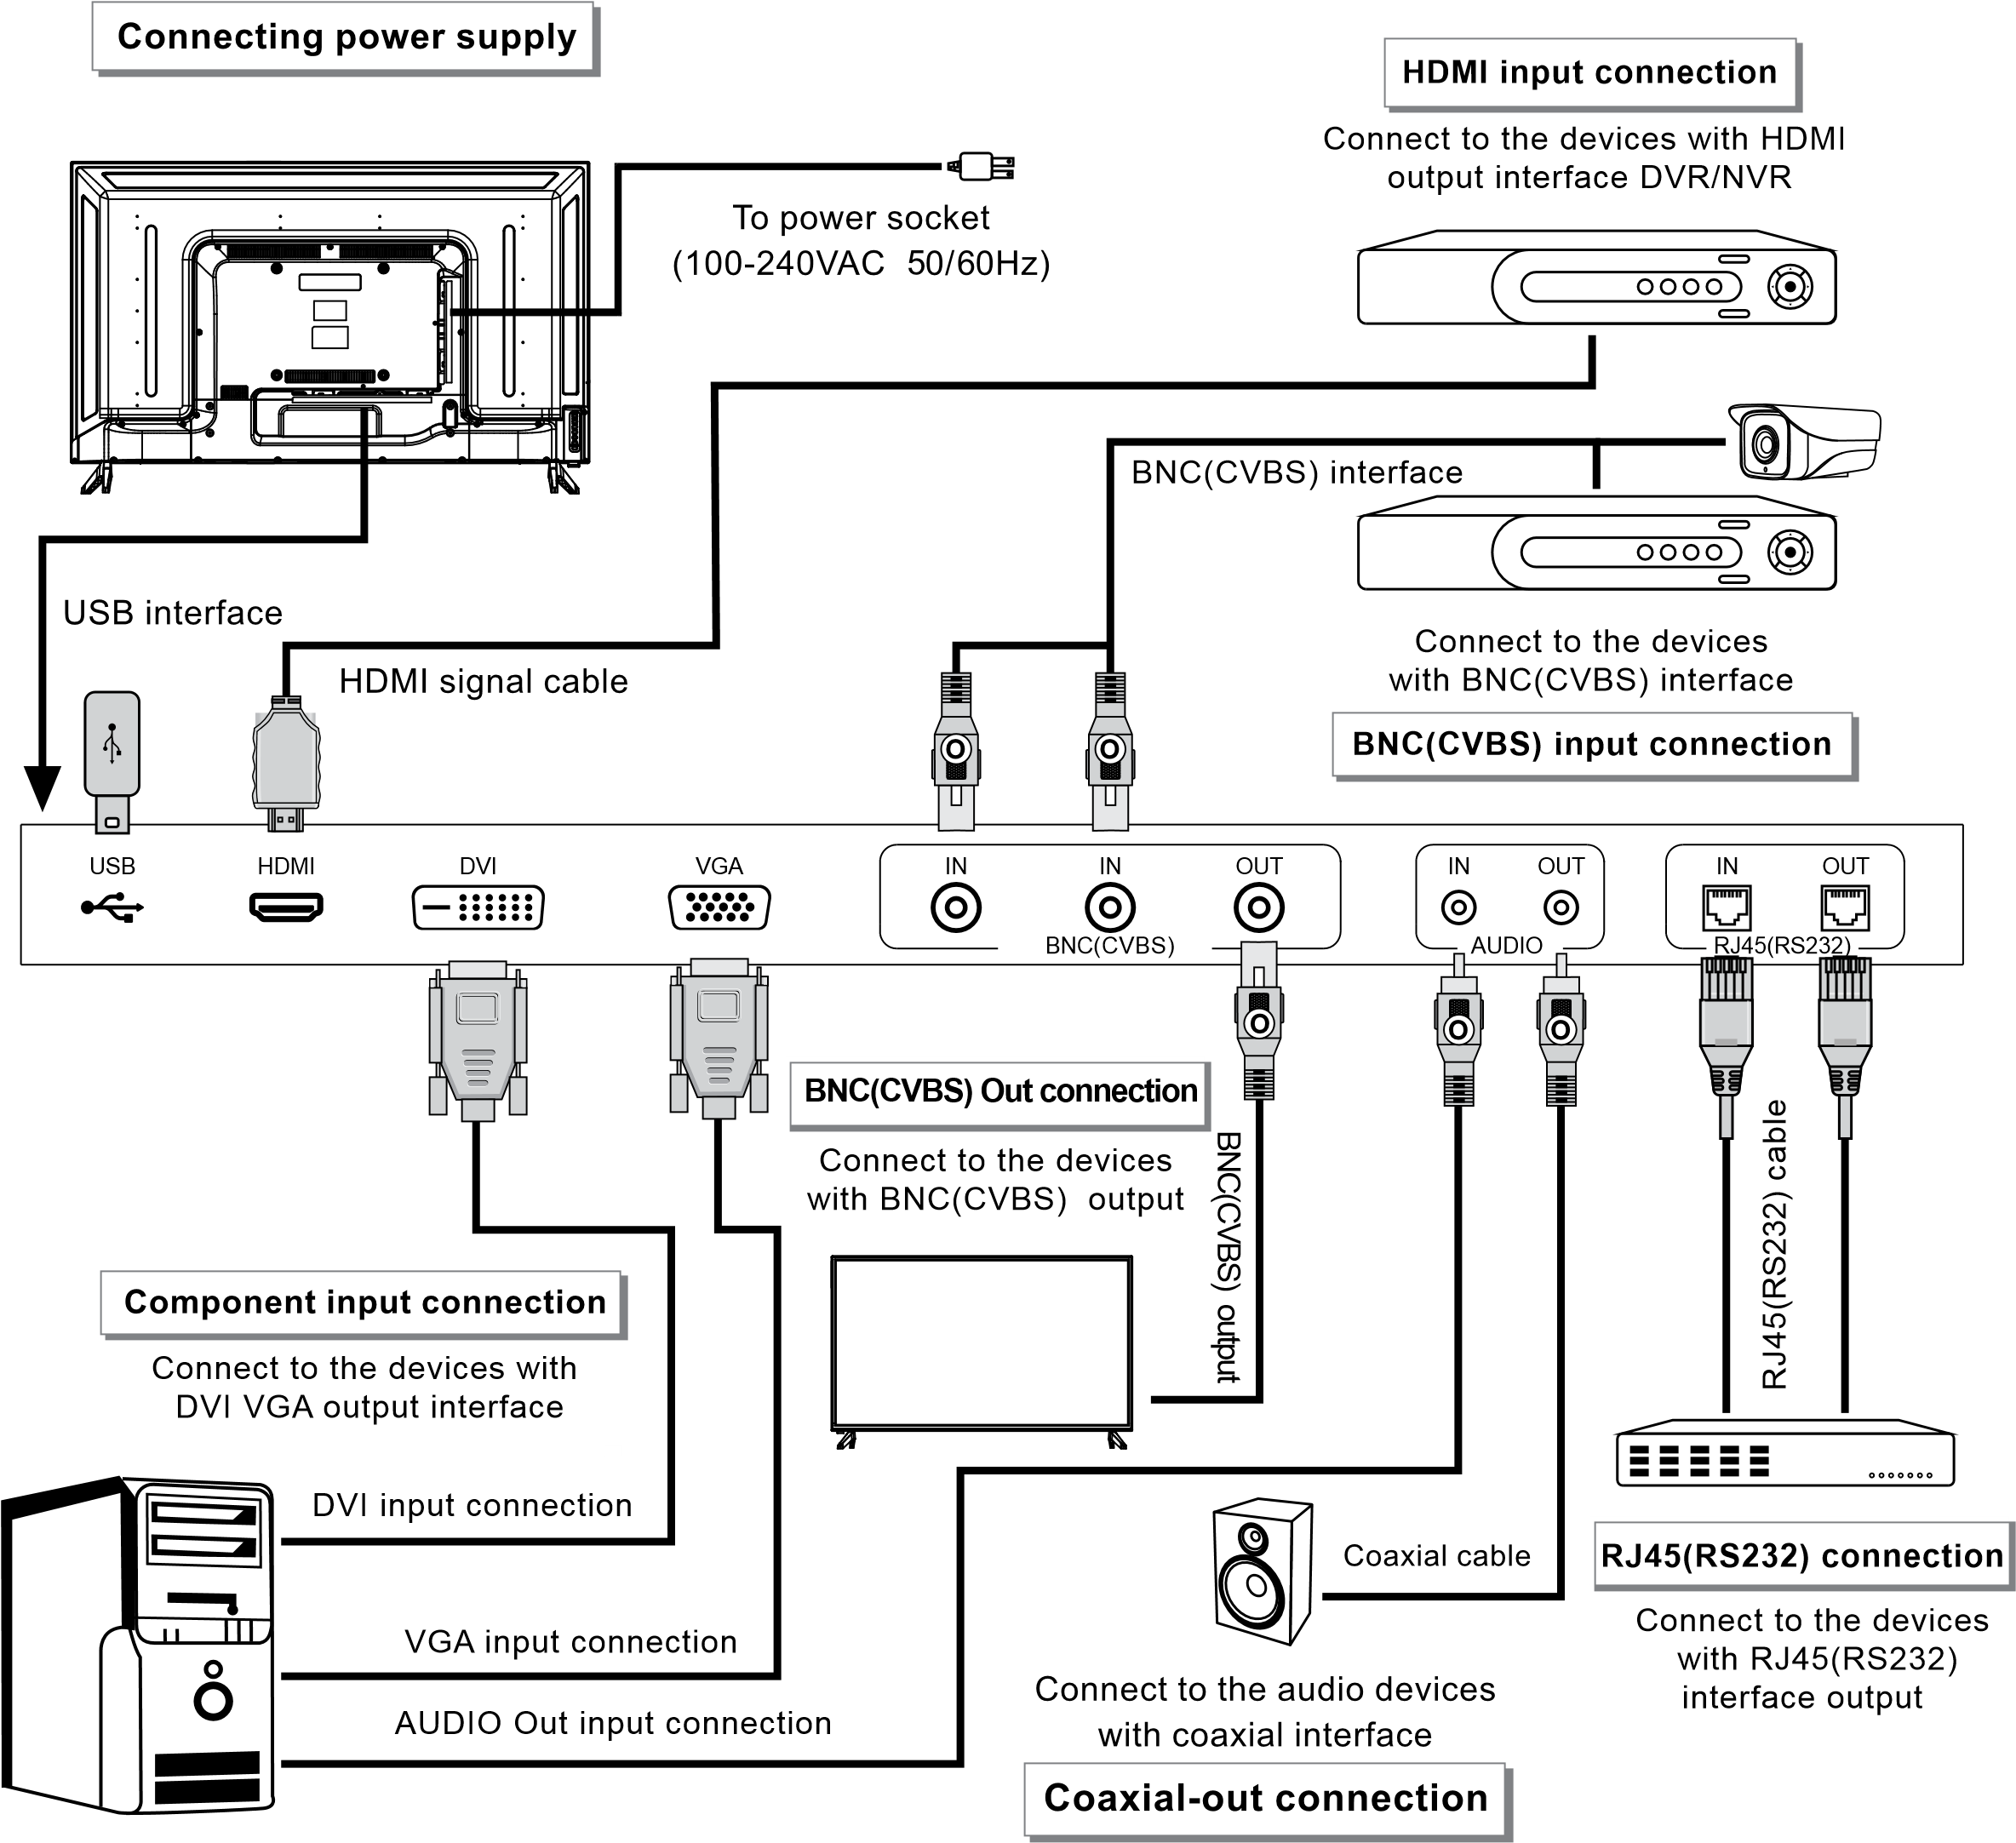 Connecting power supply
To power socket
(100-240VAC 50/60Hz)
HDMI input connection
Connect to the devices with HDMI
output interface DVR/NVR
BNC(CVBS) interface
Connect to the devices
with BNC(CVBS) interface
BNC(CVBS) input connection
USB interface
HDMI signal cable
USB
HDMI
DVI
VGA
IN
IN
OUT
BNC(CVBS)
IN
OUT
AUDIO
IN
OUT
RJ45(RS232)
BNC(CVBS) Out connection
Connect to the devices
with BNC(CVBS) output
BNC(CVBS) output
RJ45(RS232) cable
Component input connection
Connect to the devices with
DVI VGA output interface
DVI input connection
VGA input connection
AUDIO Out input connection
Coaxial cable
Connect to the audio devices
with coaxial interface
Coaxial-out connection
RJ45(RS232) connection
Connect to the devices
with RJ45(RS232)
interface output